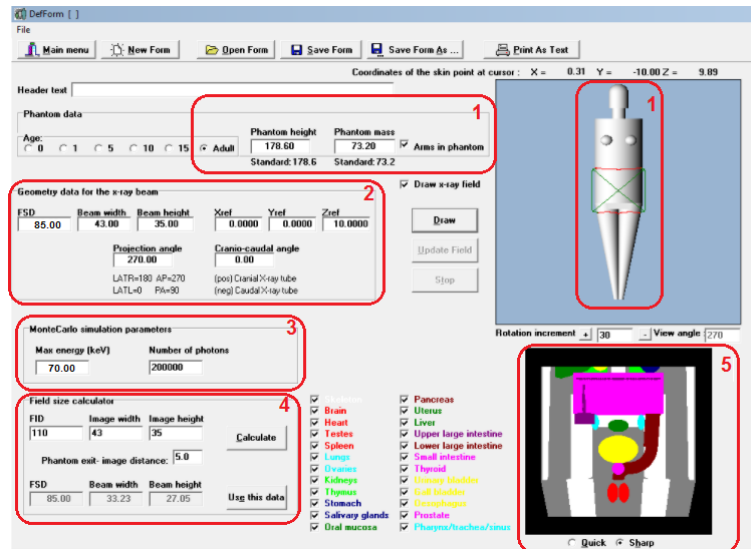 DefForm [ ]
File
Main menu New Form Open Form Save Form Save Form As ... Print As Text
Coordinates of the skin point at cursor : X = 0.31 Y = -10.00 Z = 9.89
Header text
Phantom data
1
1
Age:
0 1 5 10 15 Adult
Phantom height Phantom mass
178.60 73.20 Arms in phantom
Standard: 178.6 Standard: 73.2
Geometry data for the x-ray beam
2
Draw x-ray field
FSD Beam width Beam height Xref Yref Zref
85.00 43.00 35.00 0.0000 0.0000 10.0000
Draw
Projection angle Cranio-caudal angle
270.00 0.00
Update Field
LATR=180 AP=270 (pos) Cranial X-ray tube
LATL=0 PA=90 (neg) Caudal X-ray tube
Stop
MonteCarlo simulation parameters
3
Rotation increment + 30 - View angle 270
Max energy (keV) Number of photons
70.00 200000
5
Field size calculator
4
FID Image width Image height
110 43 35
Calculate
Phantom exit- image distance: 5.0
FSD Beam width Beam height
85.00 33.23 27.05
Use this data
Skeleton
Brain
Heart
Testes
Spleen
Lungs
Ovaries
Kidneys
Thymus
Stomach
Salivary glands
Oral mucosa
Pancreas
Uterus
Liver
Upper large intestine
Lower large intestine
Small intestine
Thyroid
Urinary bladder
Gall bladder
Oesophagus
Prostate
Pharynx/trachea/sinus
Quick Sharp